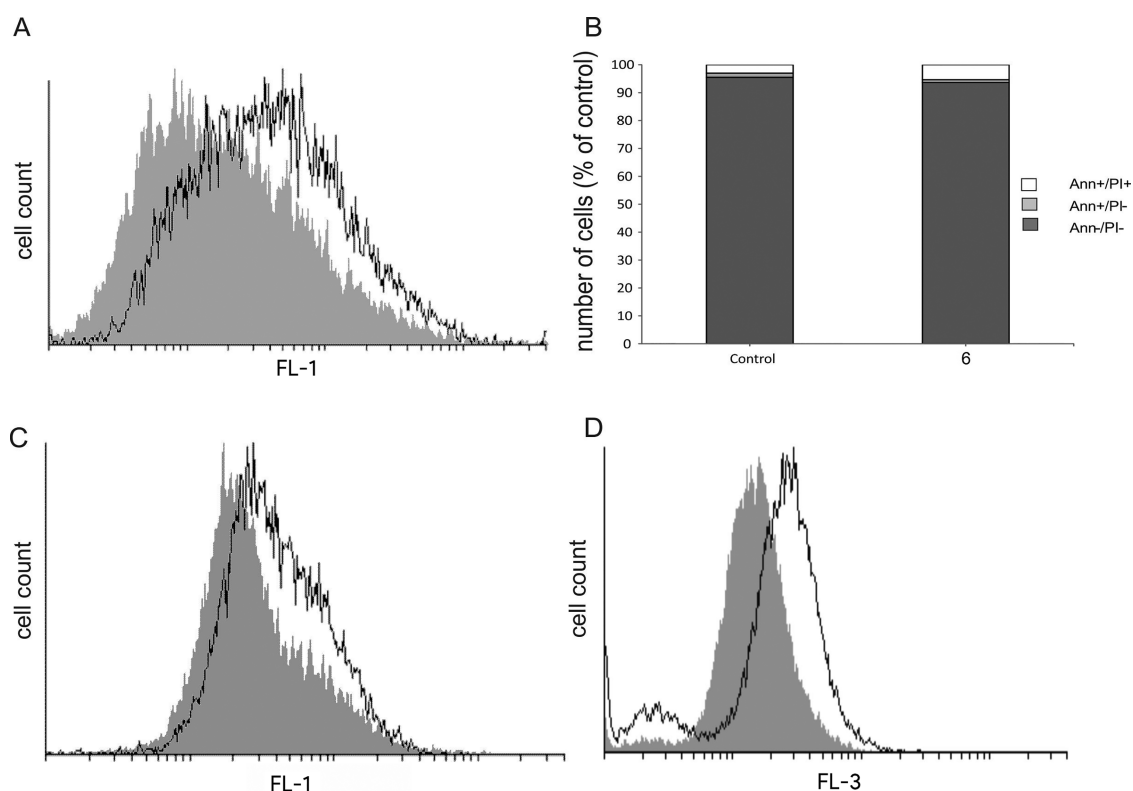 A
cell count
FL-1
B
number of cells (% of control)
100
90
80
70
60
50
40
30
20
10
0
Control
6
Ann+/PI+
Ann+/PI-
Ann-/PI-
C
cell count
FL-1
D
cell count
FL-3